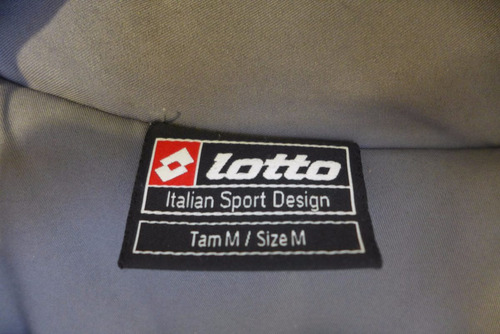 lotto
Italian Sport Design
Tam M / Size M